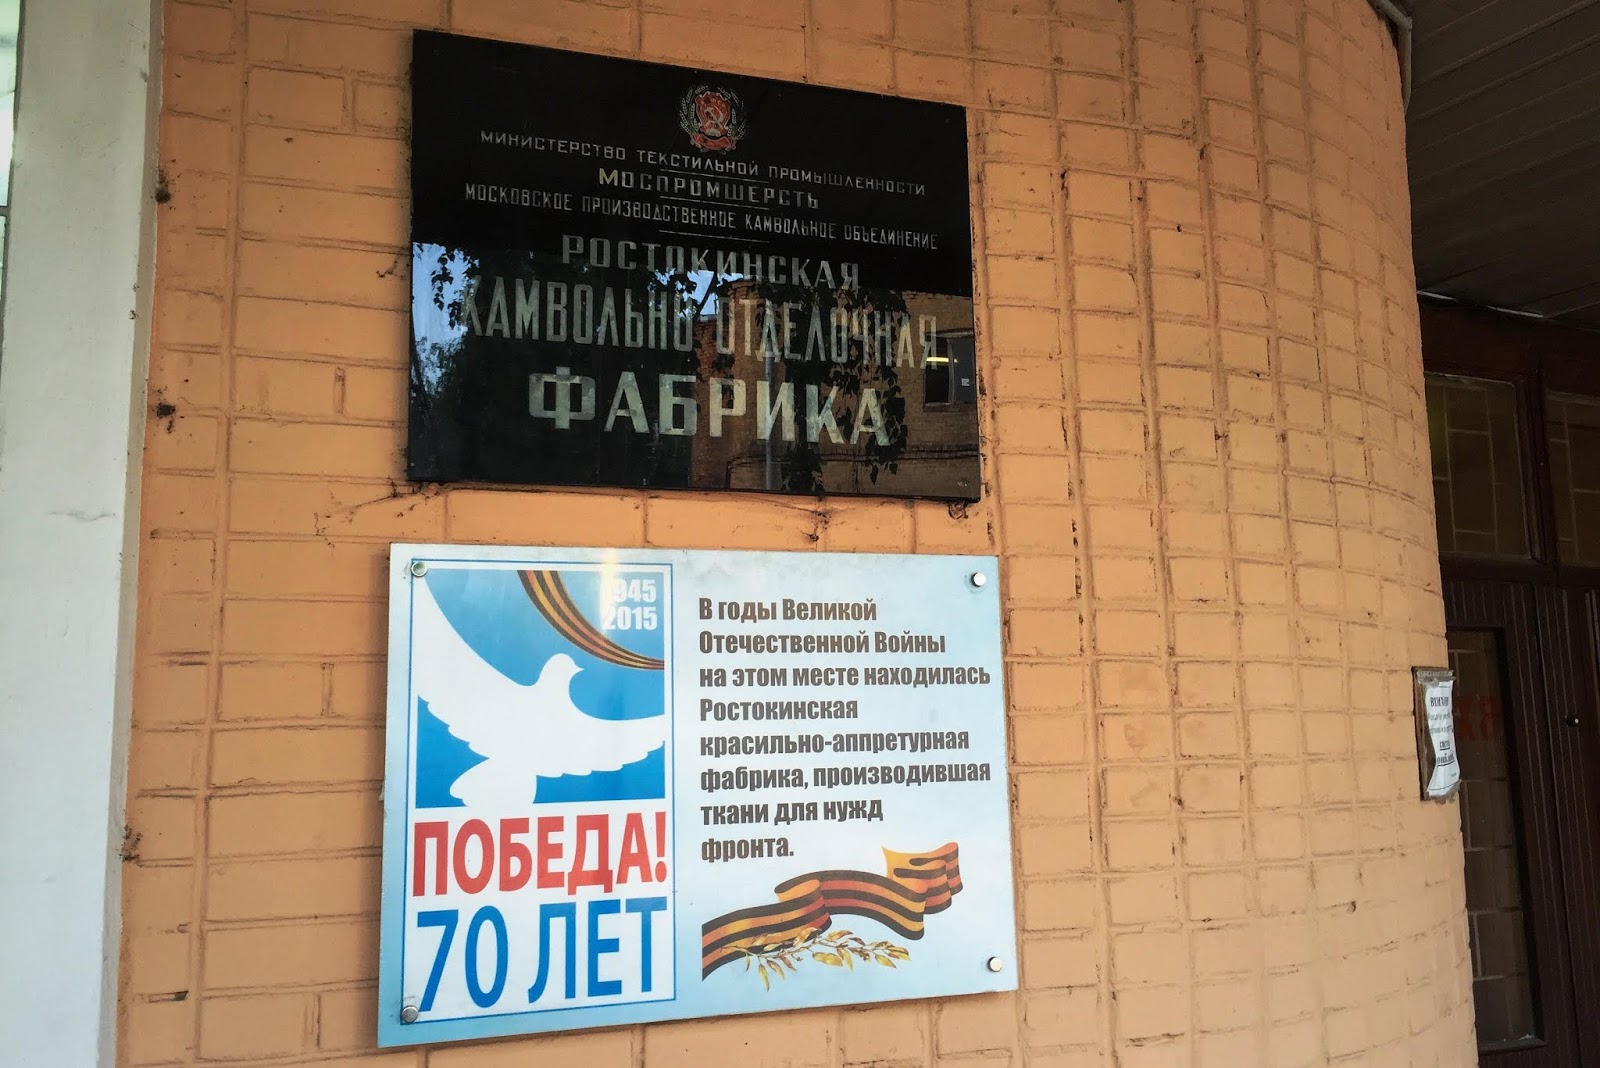 МИНИСТЕРСТВО ТЕКСТИЛЬНОЙ ПРОМЫШЛЕННОСТИ
МОСПРОМШЕРСТЬ
МОСКОВСКОЕ ПРОИЗВОДСТВЕННОЕ КАМВОЛЬНОЕ ОБЪЕДИНЕНИЕ
РОСТОКИНСКАЯ
КАМВОЛЬНО-ОТДЕЛОЧНАЯ
ФАБРИКА
1945
2015
ПОБЕДА!
70 ЛЕТ
В годы Великой
Отечественной Войны
на этом месте находилась
Ростокинская
красильно-аппретурная
фабрика, производившая
ткани для нужд
фронта.